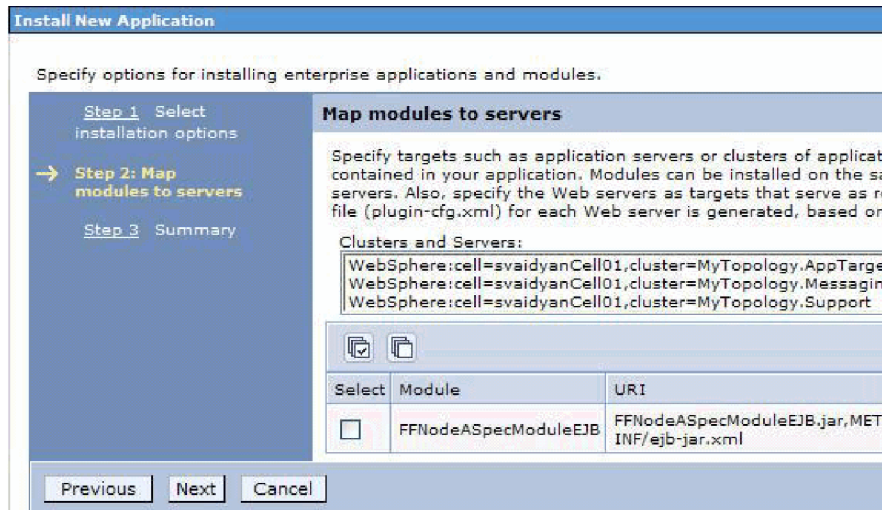 Install New Application
Specify options for installing enterprise applications and modules.
Step 1 Select
installation options
Step 2: Map
modules to servers
Step 3 Summary
Map modules to servers
Specify targets such as application servers or clusters of applicat
contained in your application. Modules can be installed on the sa
servers. Also, specify the Web servers as targets that serve as r
file (plugin-cfg.xml) for each Web server is generated, based or
Clusters and Servers:
WebSphere:cell=svaidyanCell01,cluster=MyTopology.AppTarge
WebSphere:cell=svaidyanCell01,cluster=MyTopology.Messagin
WebSphere:cell=svaidyanCell01,cluster=MyTopology.Support
Select Module URI
FFNodeASpecModuleEJB FFNodeASpecModuleEJB.jar,MET
INF/ejb-jar.xml
Previous Next Cancel